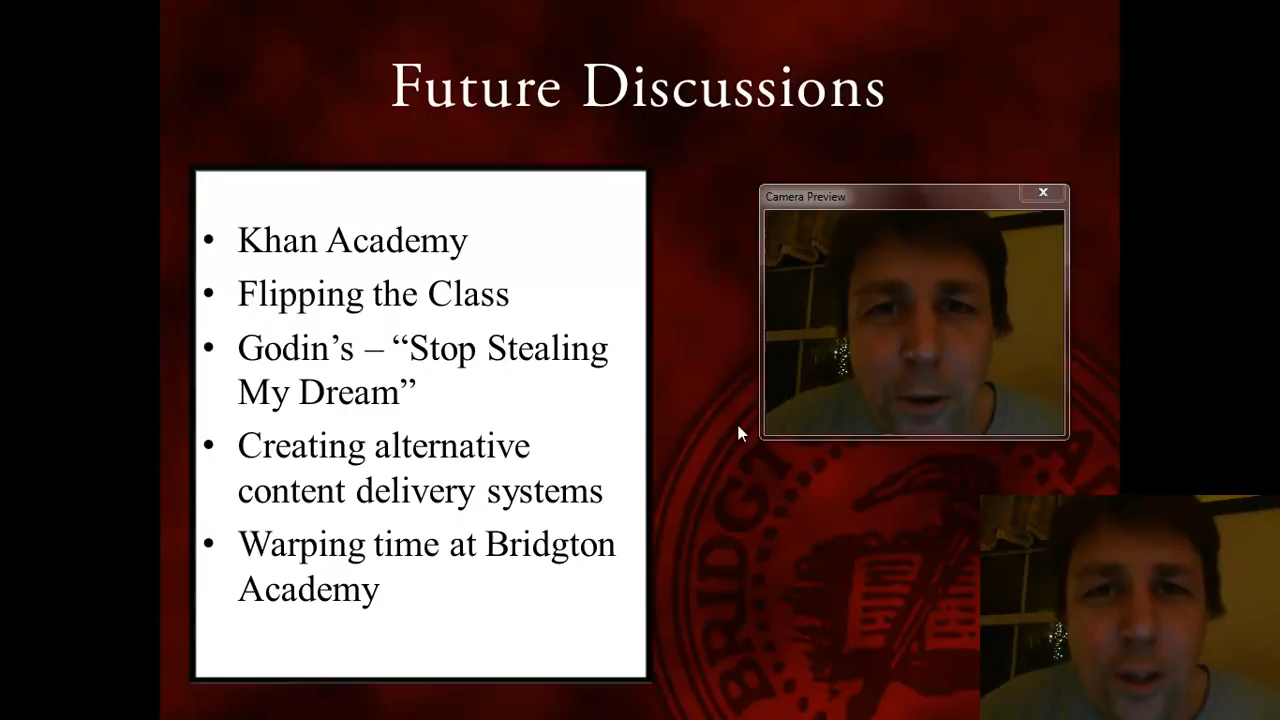 Future Discussions
• Khan Academy
• Flipping the Class
• Godin’s – “Stop Stealing
My Dream”
• Creating alternative
content delivery systems
• Warping time at Bridgton
Academy
Camera Preview
BRIDGT